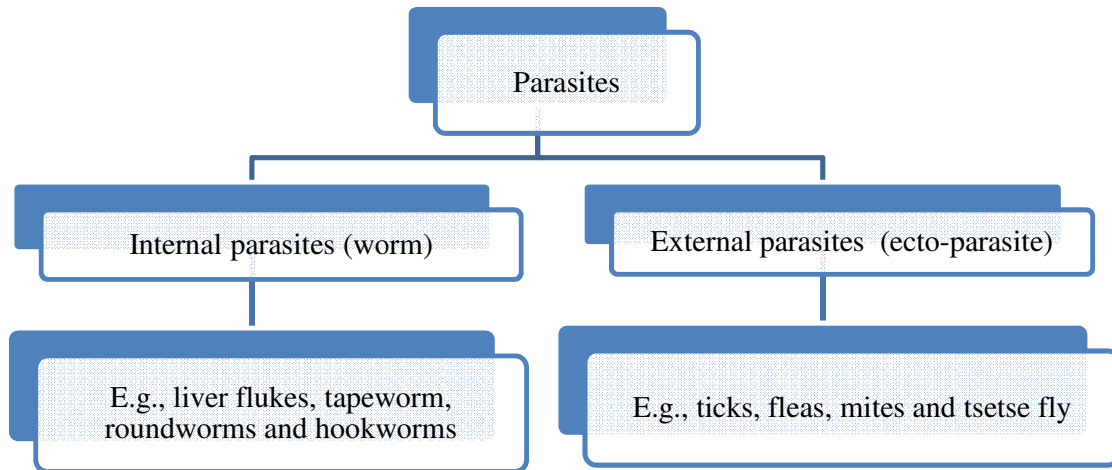 Parasites
Internal parasites (worm)
External parasites (ecto-parasite)
E.g., liver flukes, tapeworm,
roundworms and hookworms
E.g., ticks, fleas, mites and tsetse fly